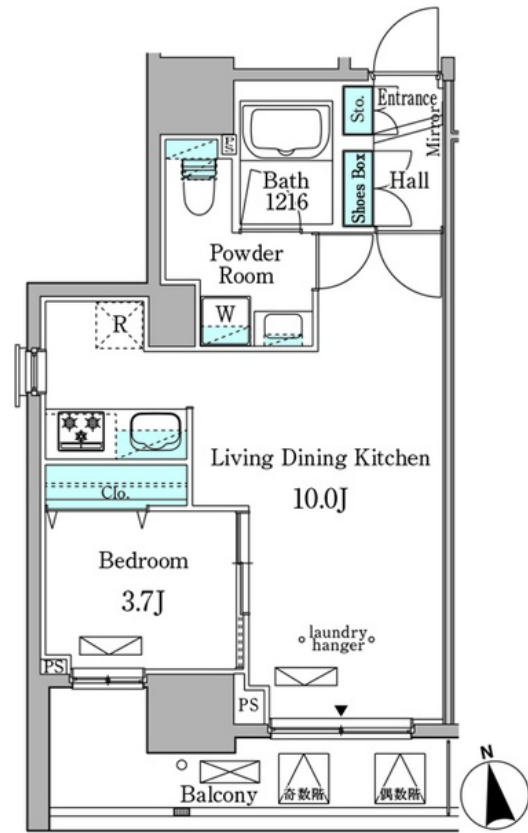 Entrance
Sto.
Mirror
PS
Bath
1216
Shoes Box
Hall
Powder
Room
W
R
Living Dining Kitchen
10.0J
Clo.
Bedroom
3.7J
laundry
hanger
PS
PS
N
Balcony
奇数階
偶数階